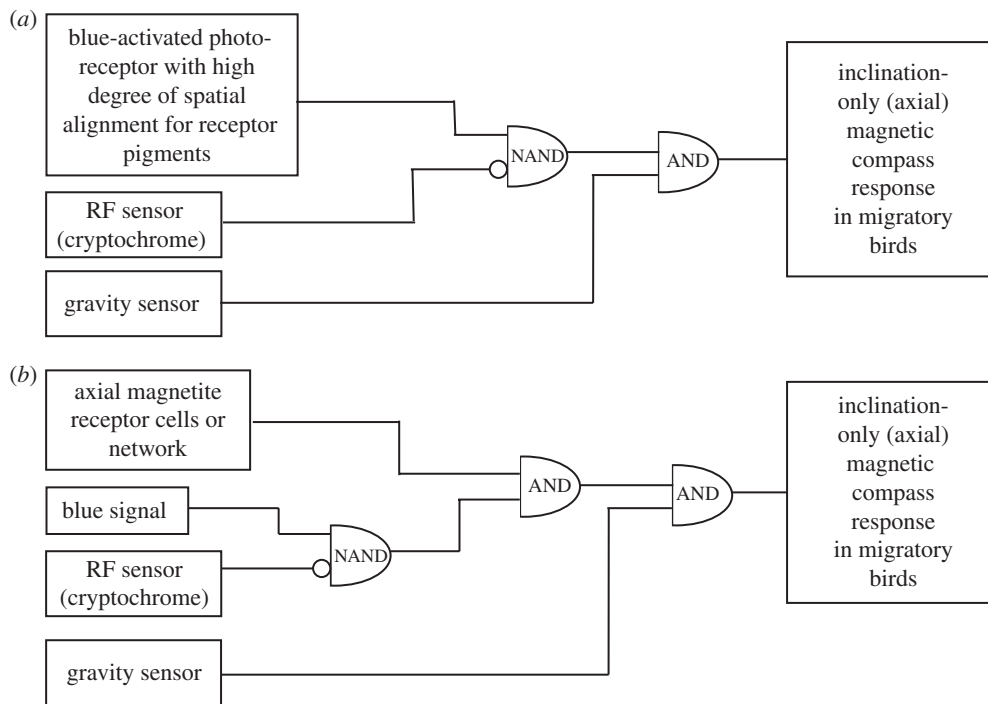 (a)
blue-activated photo-
receptor with high
degree of spatial
alignment for receptor
pigments
RF sensor
(cryptochrome)
gravity sensor
NAND
AND
inclination-
only (axial)
magnetic
compass
response
in migratory
birds
(b)
axial magnetite
receptor cells or
network
blue signal
RF sensor
(cryptochrome)
gravity sensor
NAND
AND
AND
inclination-
only (axial)
magnetic
compass
response
in migratory
birds